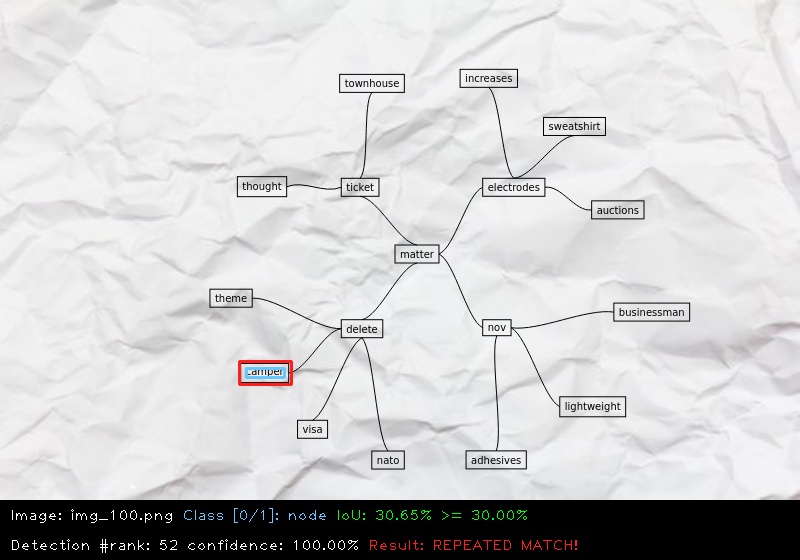 increases
townhouse
sweatshirt
thought
ticket
electrodes
auctions
matter
theme
businessman
delete
nov
camper
lightweight
visa
nato
adhesives
Image: img_100.png Class [0/1]: node IoU: 30.65% >= 30.00%
Detection #rank: 52 confidence: 100.00% Result: REPEATED MATCH!